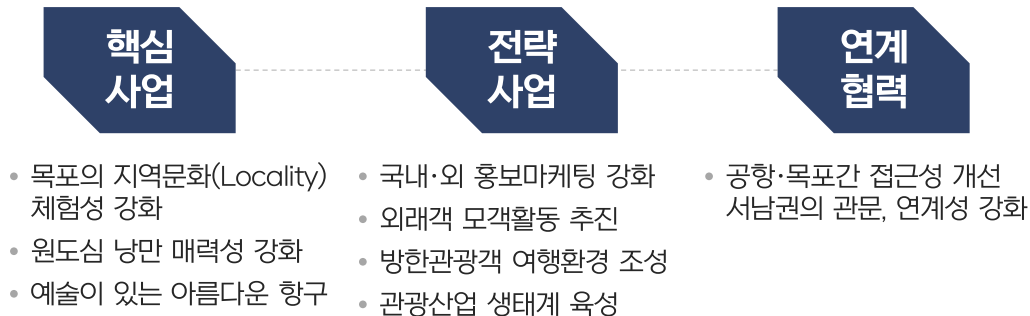 핵심
사업
전략
사업
연계
협력
• 목포의 지역문화(Locality)
체험성 강화
• 원도심 낭만 매력성 강화
• 예술이 있는 아름다운 항구
• 국내·외 홍보마케팅 강화
• 외래객 모객활동 추진
• 방한관광객 여행환경 조성
• 관광산업 생태계 육성
• 공항·목포간 접근성 개선
서남권의 관문, 연계성 강화